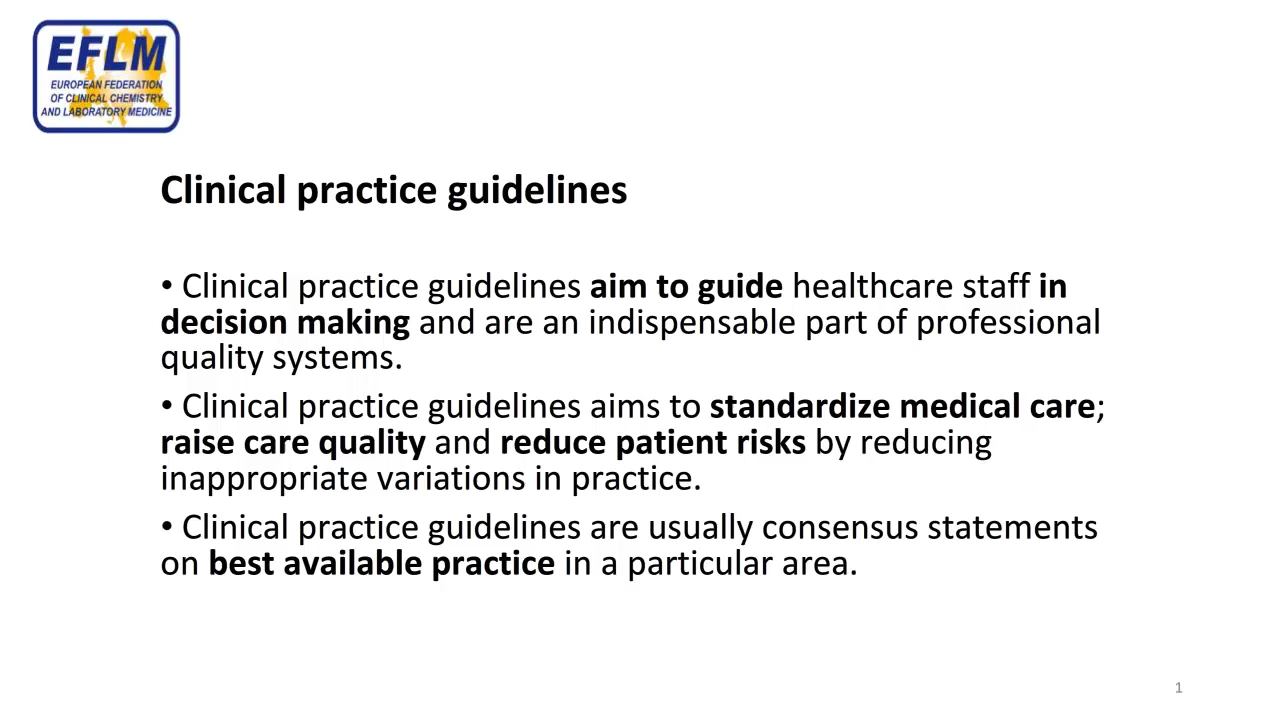 EFLM
EUROPEAN FEDERATION
OF CLINICAL CHEMISTRY
AND LABORATORY MEDICINE
Clinical practice guidelines
• Clinical practice guidelines aim to guide healthcare staff in
decision making and are an indispensable part of professional
quality systems.
• Clinical practice guidelines aims to standardize medical care;
raise care quality and reduce patient risks by reducing
inappropriate variations in practice.
• Clinical practice guidelines are usually consensus statements
on best available practice in a particular area.
1